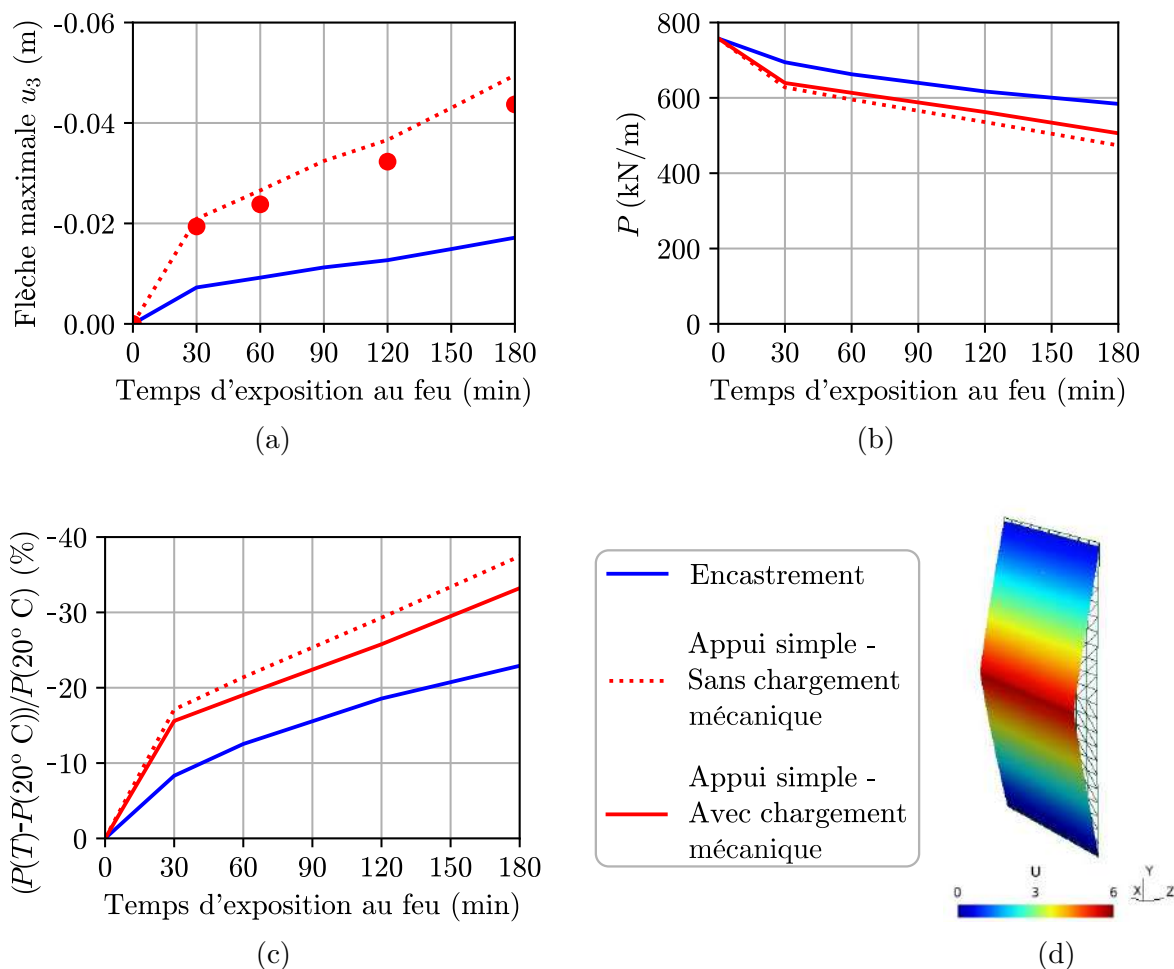 Flèche maximale u₃ (m)
-0.06
-0.04
-0.02
0.00
0 30 60 90 120 150 180
Temps d'exposition au feu (min)
(a)
P (kN/m)
800
600
400
200
0
0 30 60 90 120 150 180
Temps d'exposition au feu (min)
(b)
(P(T)-P(20° C))/P(20° C) (%)
-40
-30
-20
-10
0
0 30 60 90 120 150 180
Temps d'exposition au feu (min)
(c)
Encastrement
Appui simple -
Sans chargement
mécanique
Appui simple -
Avec chargement
mécanique
U
0 3 6
Y
X Z
(d)